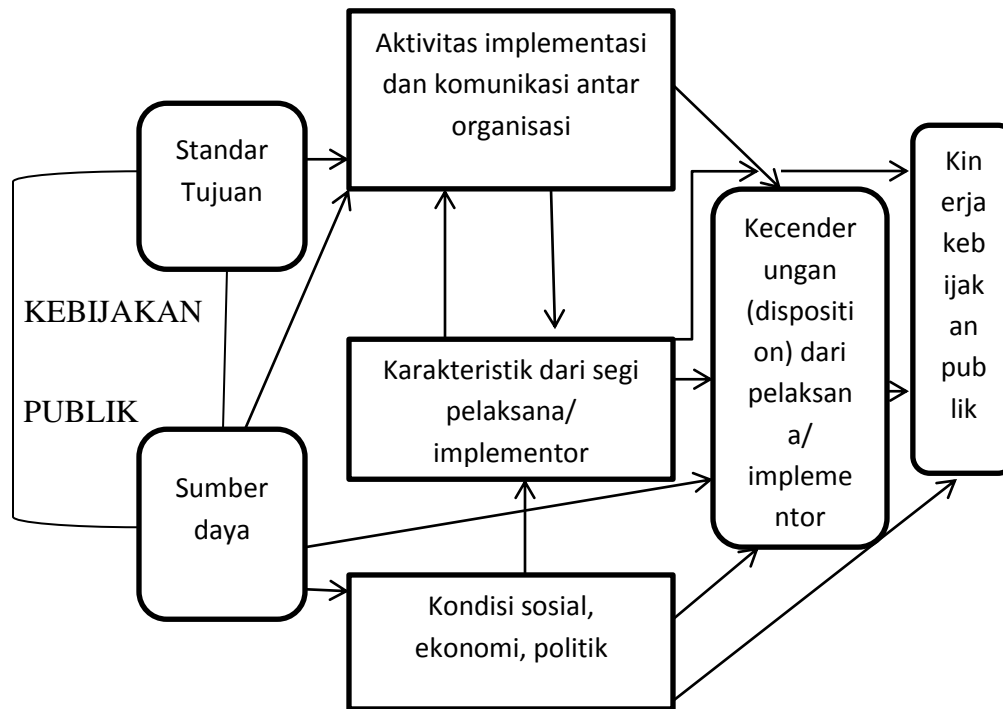 Aktivitas implementasi
dan komunikasi antar
organisasi
Standar
Tujuan
KEBIJAKAN
PUBLIK
Sumber
daya
Karakteristik dari segi
pelaksana/
implementor
Kondisi sosial,
ekonomi, politik
Kecender
ungan
(dispositi
on) dari
pelaksan
a/
impleme
ntor
Kin
erja
keb
ijak
an
pub
lik